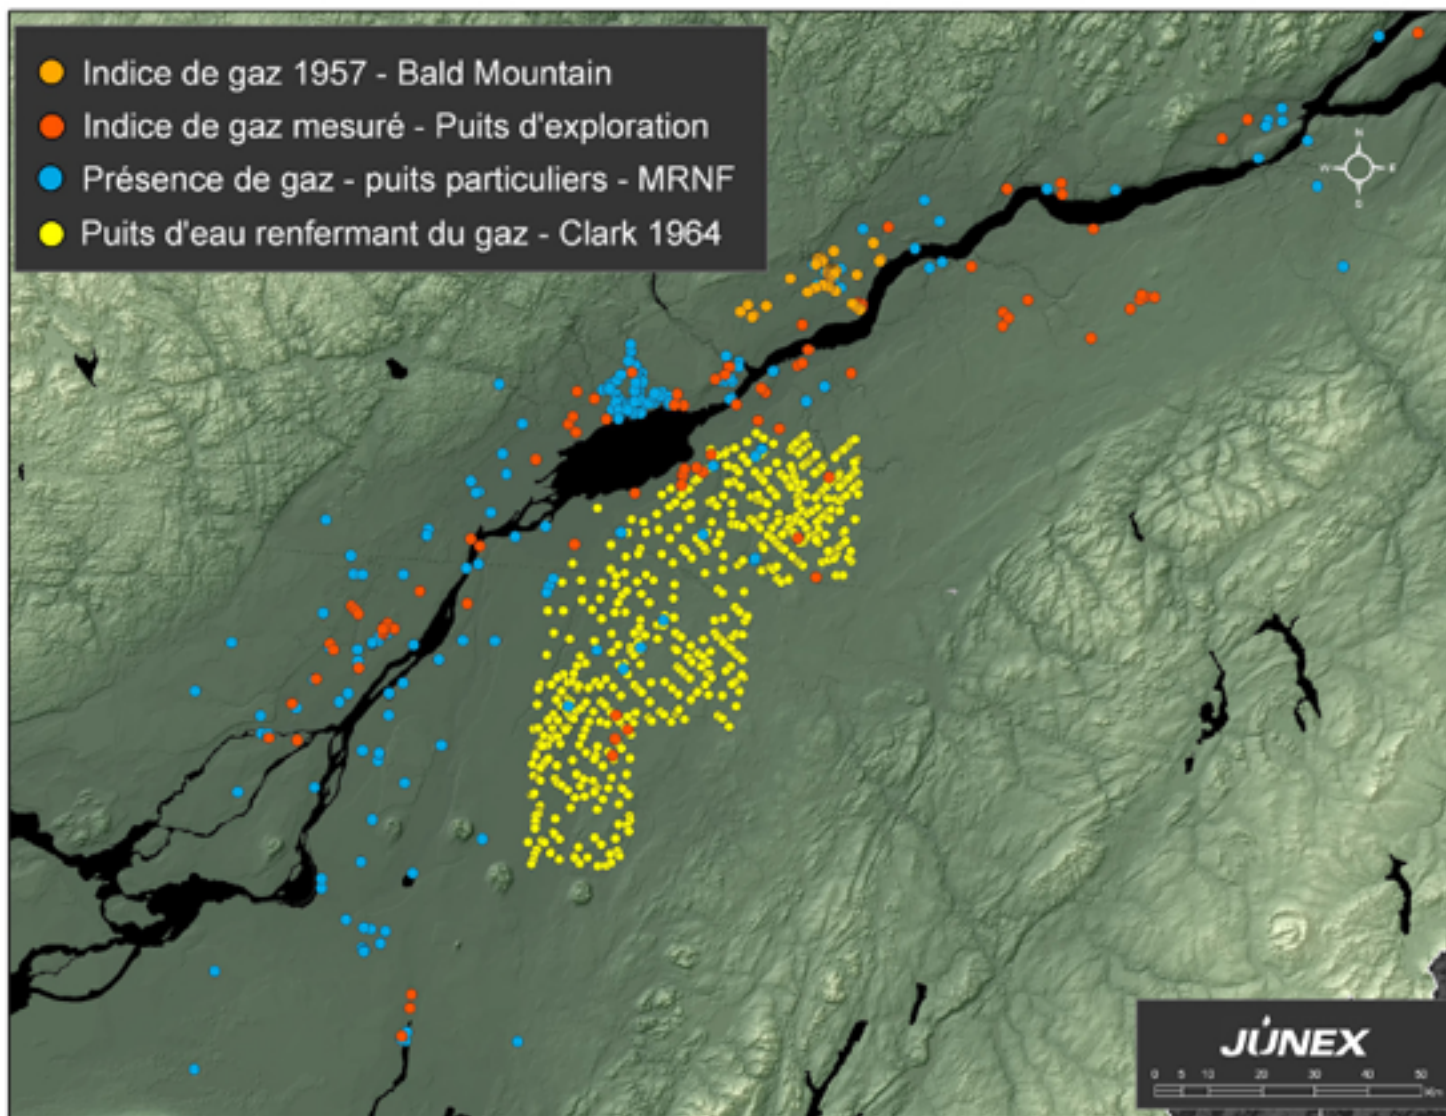 Indice de gaz 1957 - Bald Mountain
Indice de gaz mesuré - Puits d'exploration
Présence de gaz - puits particuliers - MRNF
Puits d'eau renfermant du gaz - Clark 1964
N
W E
S
JUNEX
0 5 10 20 30 40 50